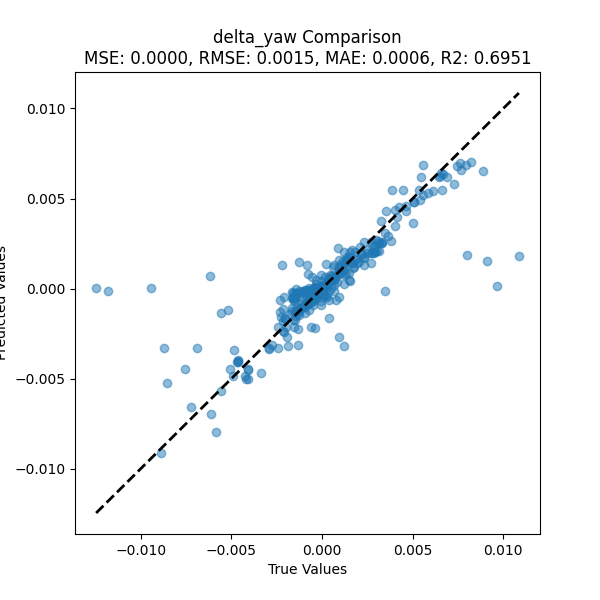 delta_yaw Comparison
MSE: 0.0000, RMSE: 0.0015, MAE: 0.0006, R2: 0.6951
0.010
0.005
0.000
−0.005
−0.010
Predicted Values
−0.010 −0.005 0.000 0.005 0.010
True Values